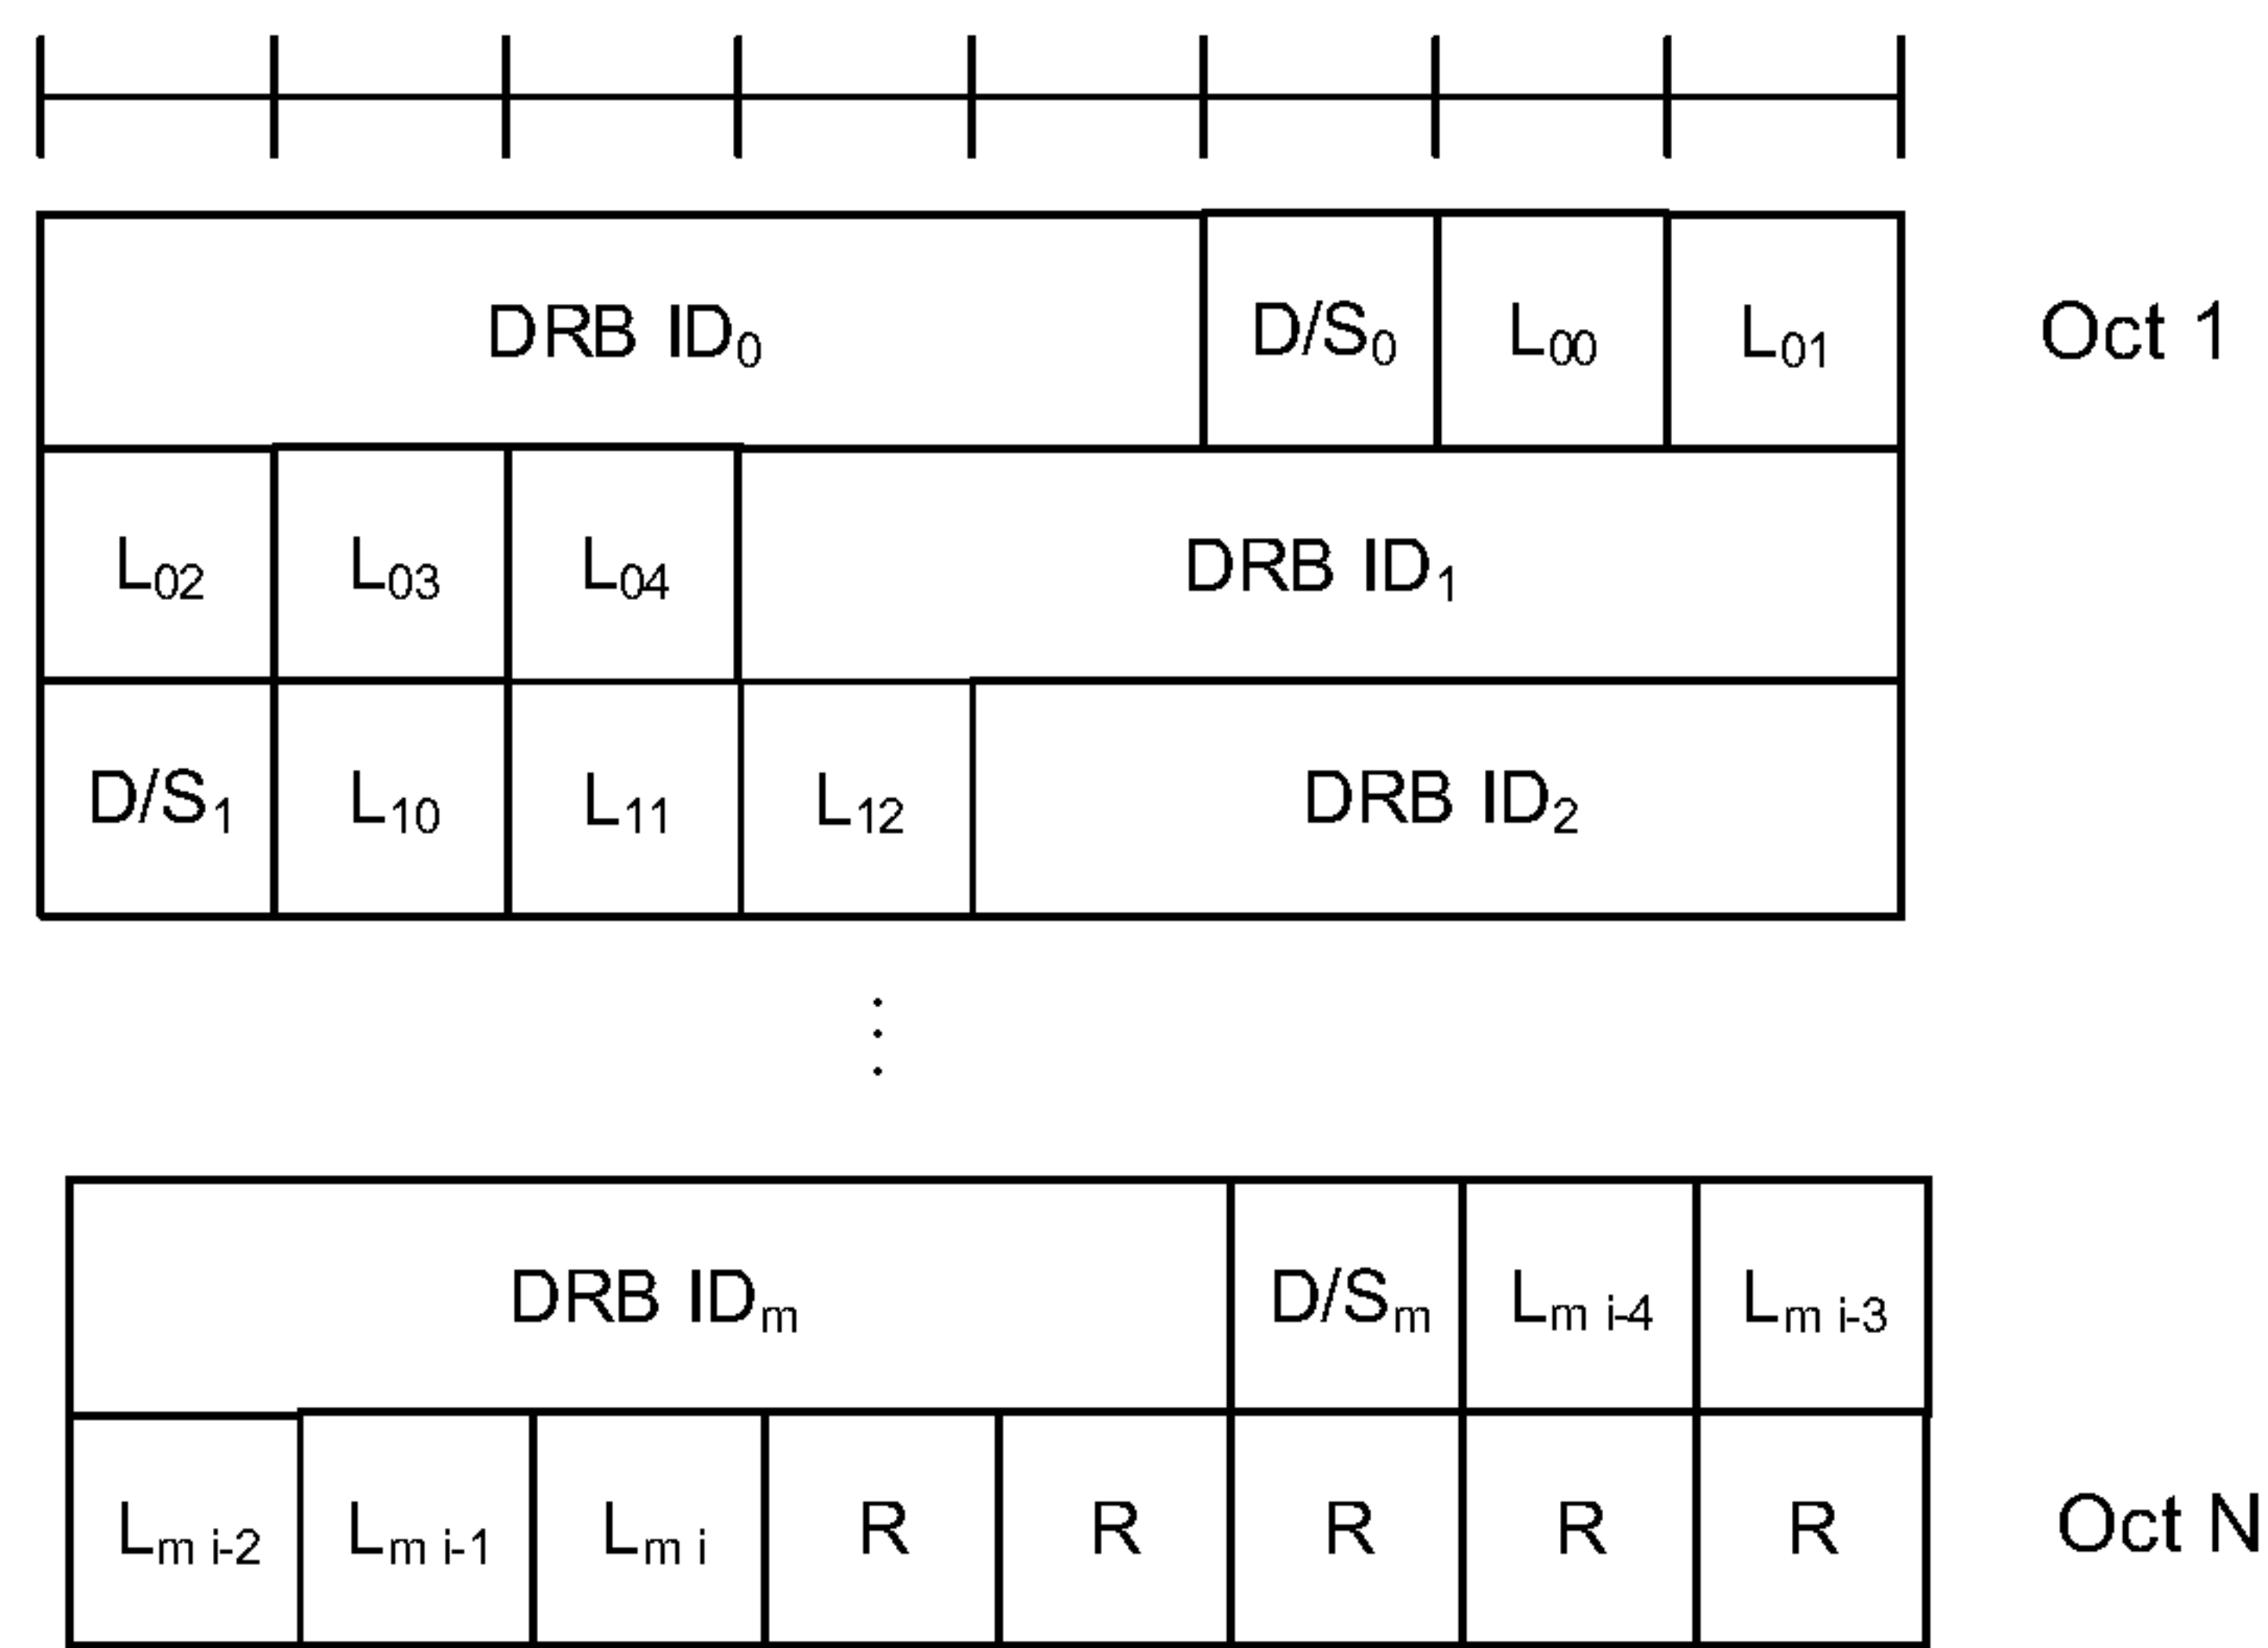 DRB ID₀ D/S₀ L₀₀ L₀₁ Oct 1
L₀₂ L₀₃ L₀₄ DRB ID₁
D/S₁ L₁₀ L₁₁ L₁₂ DRB ID₂
⋮
DRB IDₘ D/Sₘ Lₘ ᵢ₋₄ Lₘ ᵢ₋₃
Lₘ ᵢ₋₂ Lₘ ᵢ₋₁ Lₘ ᵢ R R R R R Oct N